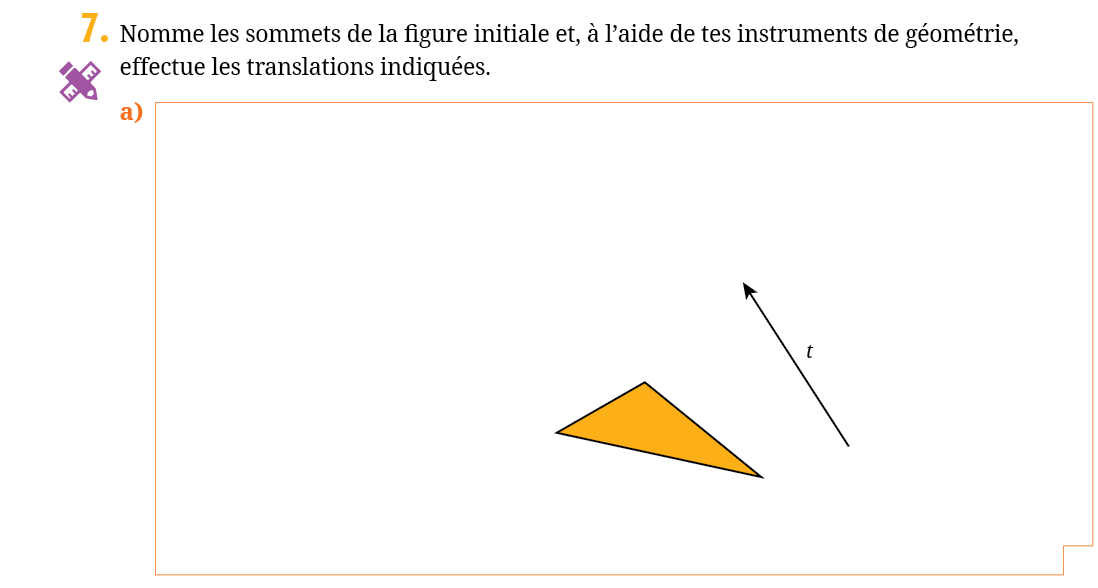 7. Nomme les sommets de la figure initiale et, à l’aide de tes instruments de géométrie,
effectue les translations indiquées.
a)
t